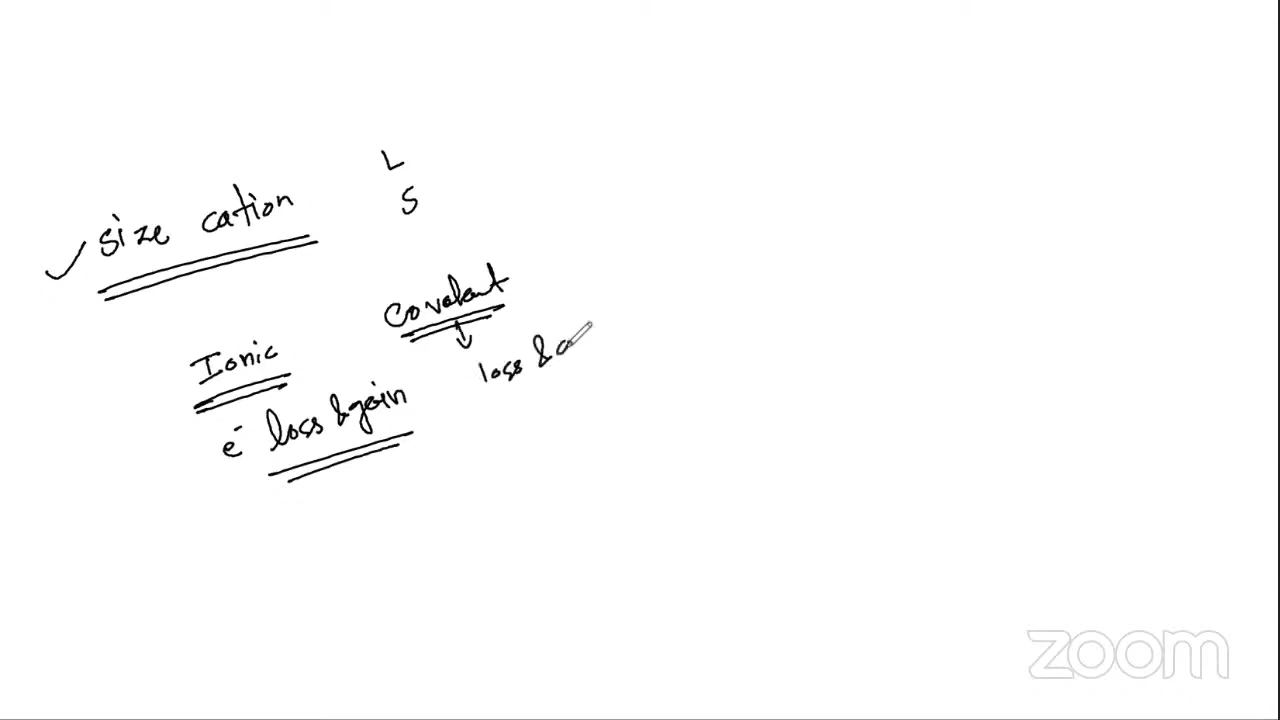 L
size cation S
Covalent
Ionic
loss &
e⁻ loss & gain
zoom